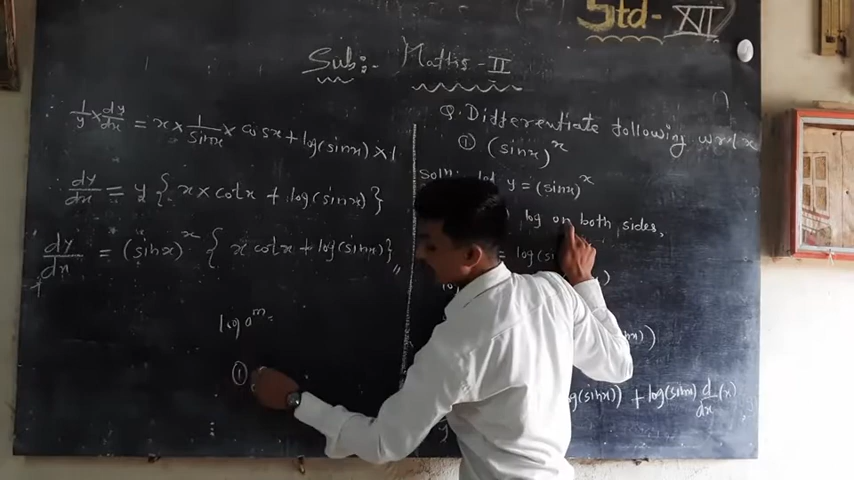 Std - XII
Sub:- Maths - II
1/y × dy/dx = x × 1/sinx × cosx + log(sinx) × 1
dy/dx = y { x × cotx + log(sinx) }
dy/dx = (sinx)^x { x cotx + log(sinx) } //
log a^m =
①
Q. Differentiate following w.r.t. x
① (sinx)^x
Solⁿ: let y = (sinx)^x
log on both sides,
= log(si
)
log(sinx)) + log(sinx) d/dx (x)